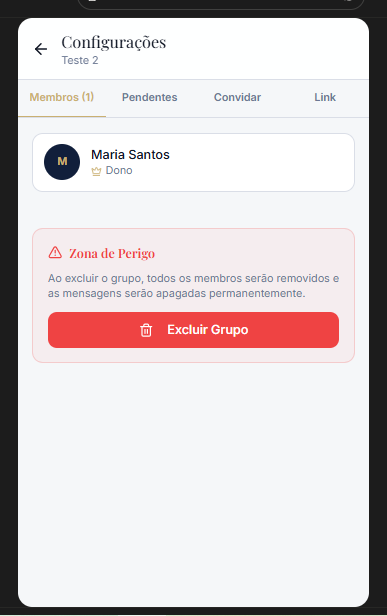 Configurações
Teste 2
Membros (1)
Pendentes
Convidar
Link
M
Maria Santos
Dono
Zona de Perigo
Ao excluir o grupo, todos os membros serão removidos e
as mensagens serão apagadas permanentemente.
Excluir Grupo